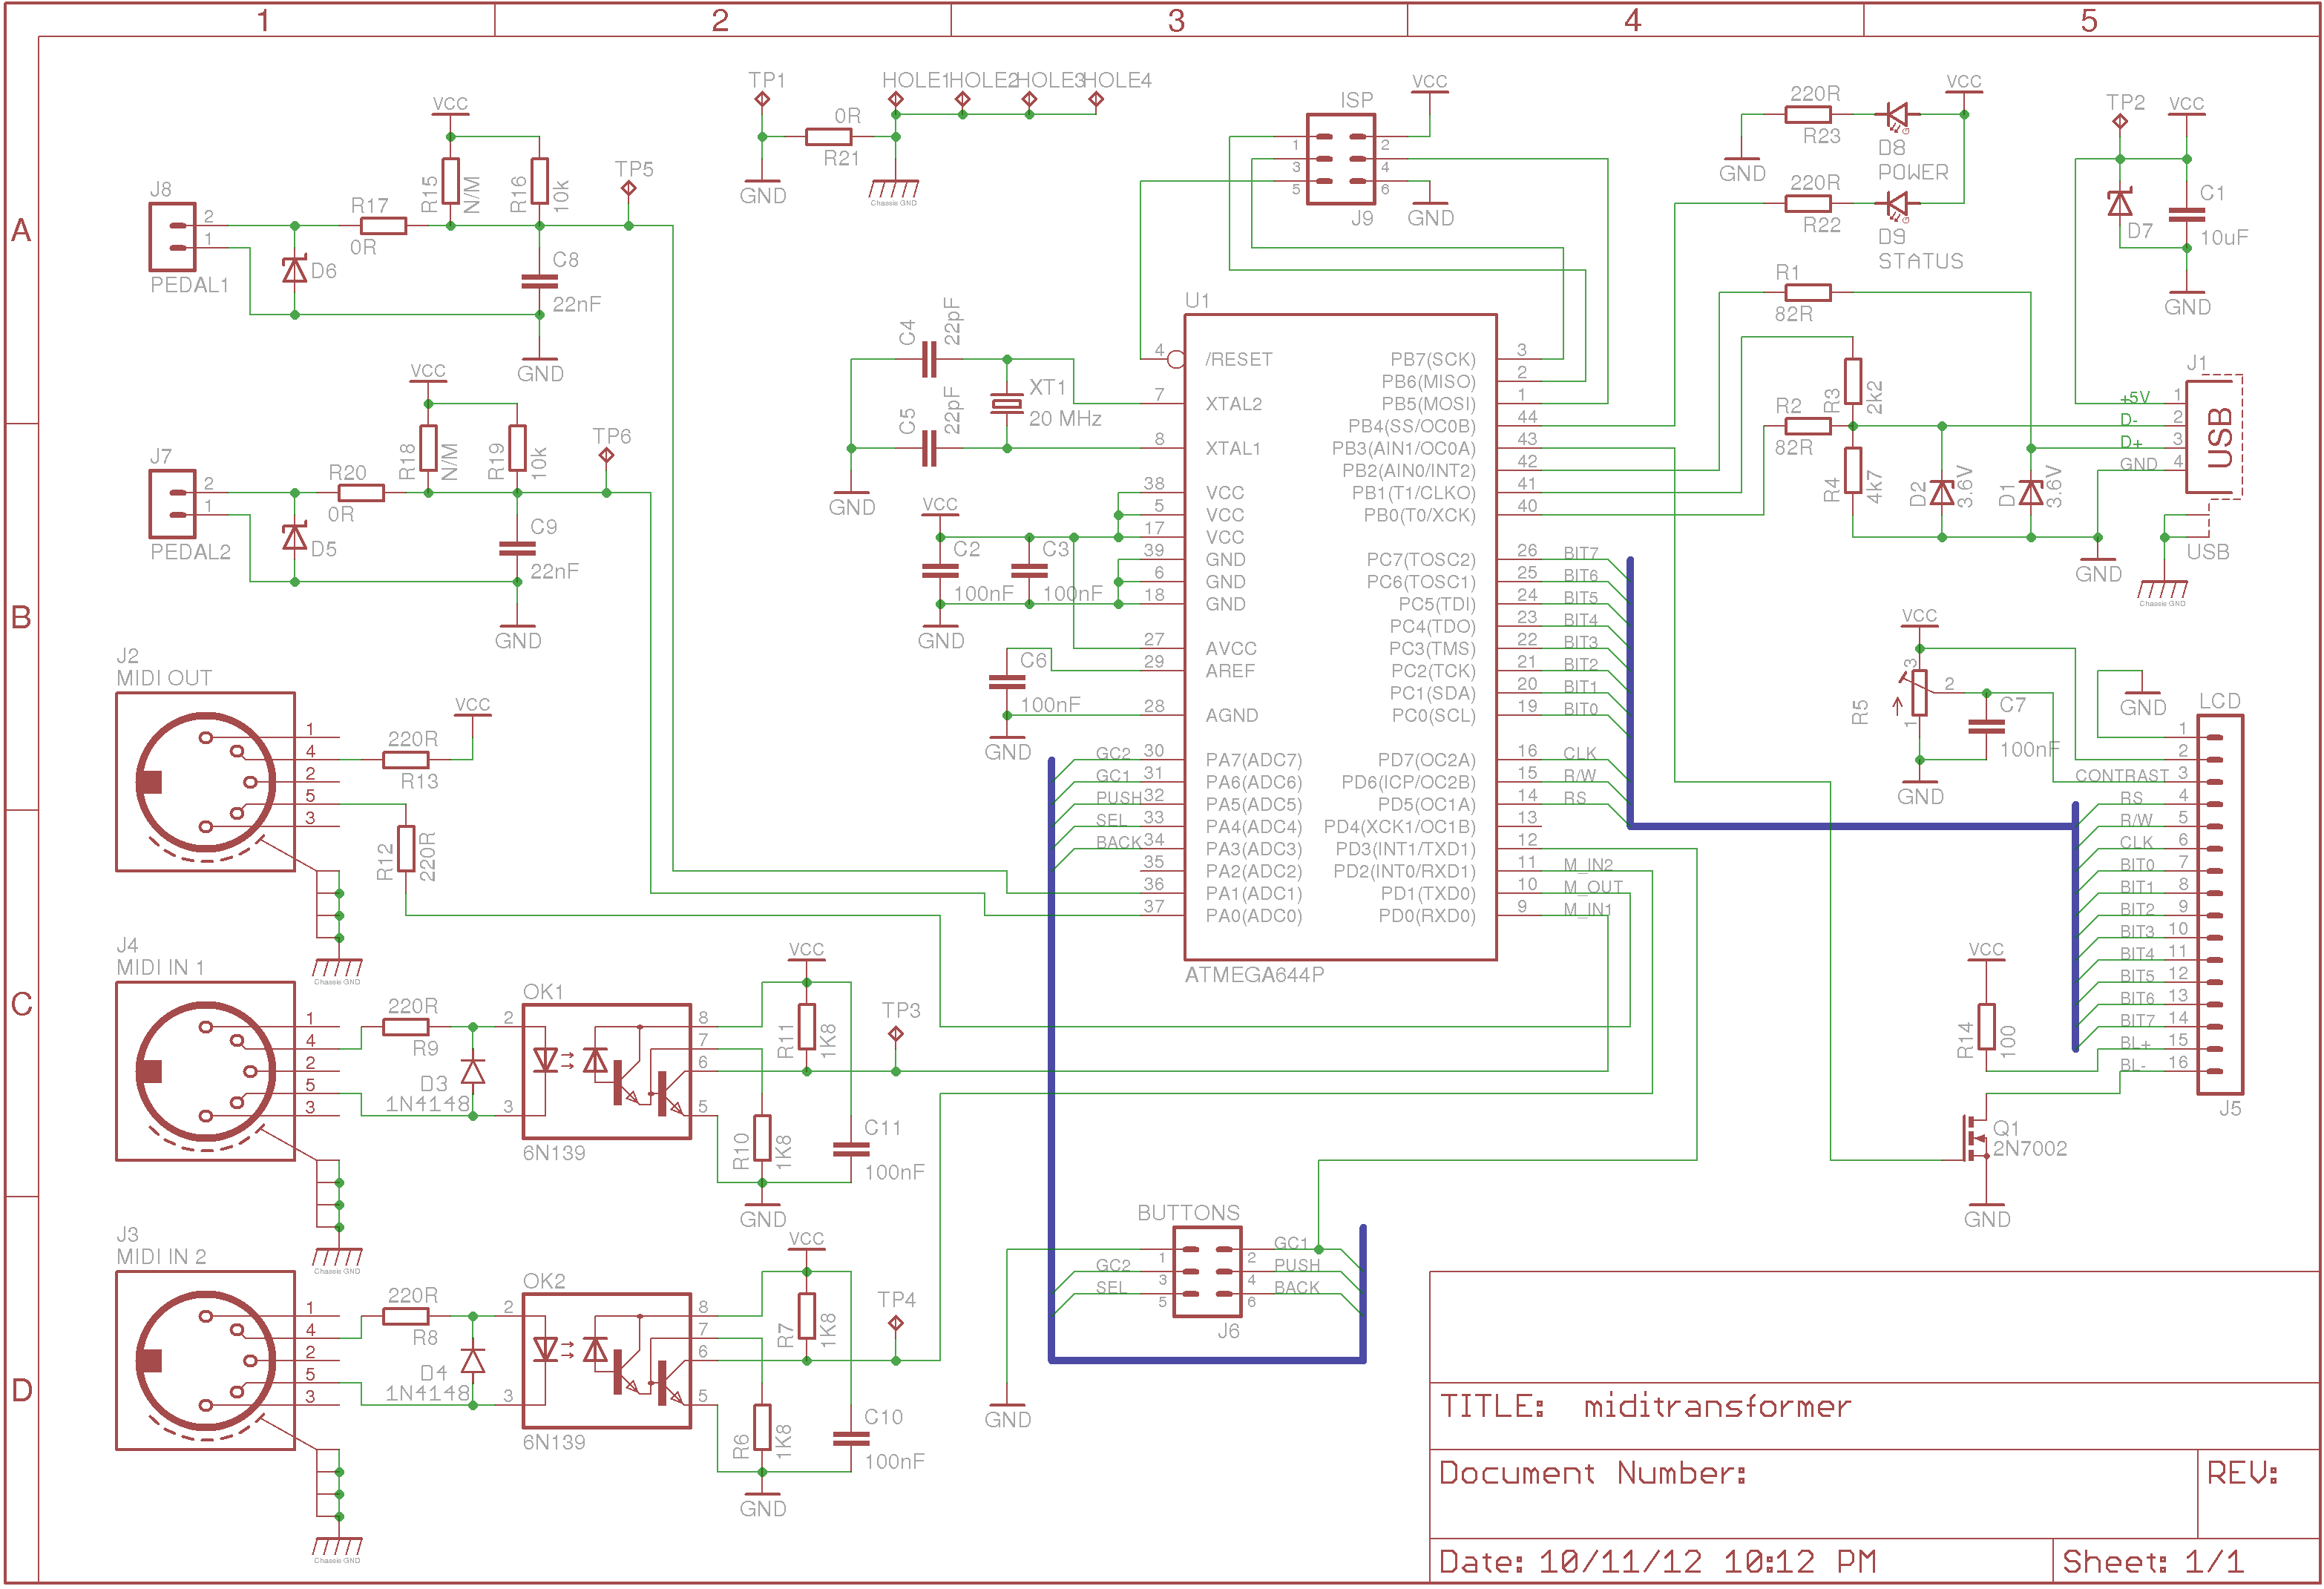 1 2 3 4 5
A
B
C
D
J8
2
1
PEDAL1
D6
R17
0R
VCC
R15
N/M
R16
10k
TP5
C8
22nF
GND
J7
2
1
PEDAL2
D5
R20
0R
VCC
R18
N/M
R19
10k
TP6
C9
22nF
GND
TP1
GND
0R
R21
HOLE1
HOLE2
HOLE3
HOLE4
Chassis GND
ISP
1 2
3 4
5 6
J9
VCC
GND
220R
R23
D8
POWER
GND
VCC
220R
R22
D9
STATUS
TP2
VCC
D7
C1
10uF
GND
R1
82R
R2
82R
R3
2k2
R4
4k7
D2
3.6V
D1
3.6V
GND
J1
+5V 1
D- 2
D+ 3
GND 4
USB
USB
Chassis GND
C4
22pF
C5
22pF
XT1
20 MHz
GND
VCC
C2
100nF
C3
100nF
GND
C6
100nF
GND
U1
4 /RESET
7 XTAL2
8 XTAL1
38 VCC
5 VCC
17 VCC
39 GND
6 GND
18 GND
27 AVCC
29 AREF
28 AGND
GC2 30 PA7(ADC7)
GC1 31 PA6(ADC6)
PUSH 32 PA5(ADC5)
SEL 33 PA4(ADC4)
BACK 34 PA3(ADC3)
35 PA2(ADC2)
36 PA1(ADC1)
37 PA0(ADC0)
PB7(SCK) 3
PB6(MISO) 2
PB5(MOSI) 1
PB4(SS/OC0B) 44
PB3(AIN1/OC0A) 43
PB2(AIN0/INT2) 42
PB1(T1/CLKO) 41
PB0(T0/XCK) 40
PC7(TOSC2) 26 BIT7
PC6(TOSC1) 25 BIT6
PC5(TDI) 24 BIT5
PC4(TDO) 23 BIT4
PC3(TMS) 22 BIT3
PC2(TCK) 21 BIT2
PC1(SDA) 20 BIT1
PC0(SCL) 19 BIT0
PD7(OC2A) 16 CLK
PD6(ICP/OC2B) 15 R/W
PD5(OC1A) 14 RS
PD4(XCK1/OC1B) 13
PD3(INT1/TXD1) 12
PD2(INT0/RXD1) 11 M_IN2
PD1(TXD0) 10 M_OUT
PD0(RXD0) 9 M_IN1
ATMEGA644P
VCC
R5
3
2
1
C7
100nF
GND
GND
LCD
1
2
CONTRAST 3
RS 4
R/W 5
CLK 6
BIT0 7
BIT1 8
BIT2 9
BIT3 10
BIT4 11
BIT5 12
BIT6 13
BIT7 14
BL+ 15
BL- 16
J5
VCC
R14
100
Q1
2N7002
GND
J2
MIDI OUT
1
4
2
5
3
220R
R13
VCC
R12
220R
Chassis GND
J4
MIDI IN 1
1
4
2
5
3
220R
R9
D3
1N4148
Chassis GND
OK1
2
3
8
7
6
5
6N139
VCC
R11
1K8
TP3
R10
1K8
C11
100nF
GND
J3
MIDI IN 2
1
4
2
5
3
220R
R8
D4
1N4148
Chassis GND
OK2
2
3
8
7
6
5
6N139
VCC
R7
1K8
TP4
R6
1K8
C10
100nF
GND
BUTTONS
1 2 GC1
GC2 3 4 PUSH
SEL 5 6 BACK
J6
GND
TITLE: miditransformer
Document Number:
REV:
Date: 10/11/12 10:12 PM
Sheet: 1/1